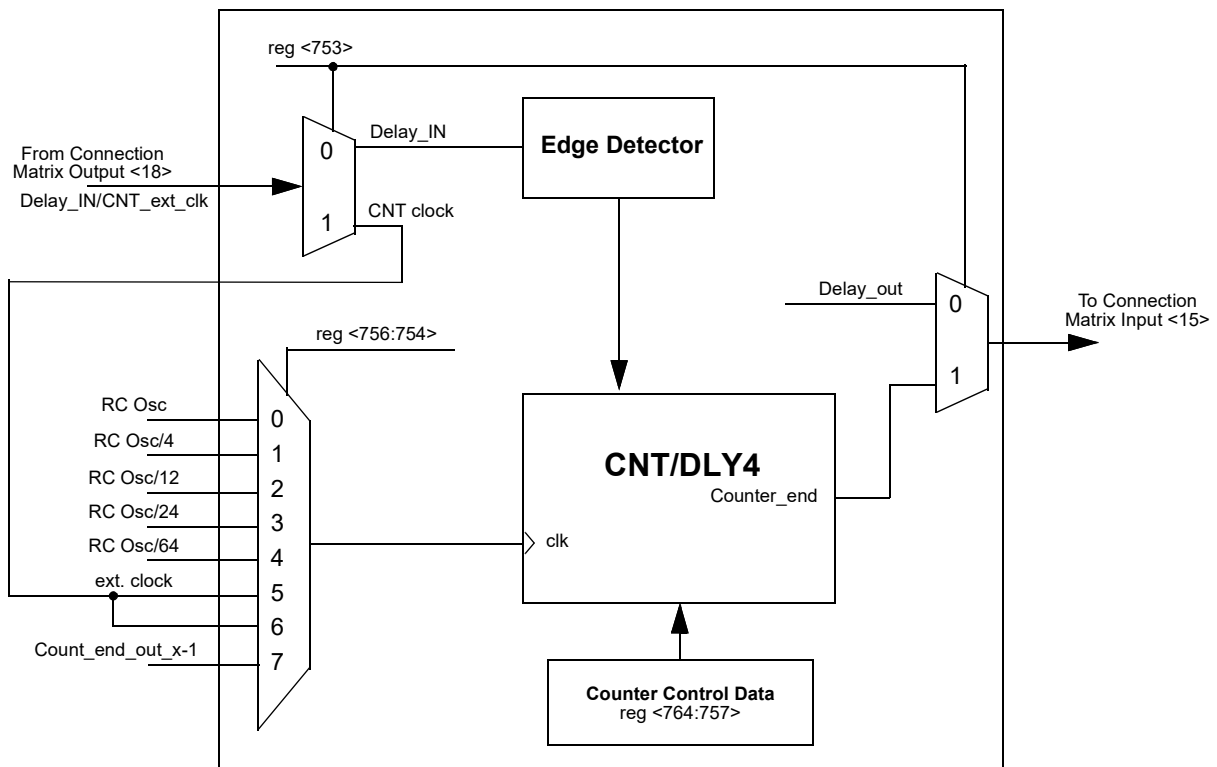 reg <753>
0
Delay_IN
Edge Detector
From Connection
Matrix Output <18>
Delay_IN/CNT_ext_clk
1
CNT clock
Delay_out
0
To Connection
Matrix Input <15>
1
reg <756:754>
RC Osc
0
RC Osc/4
1
RC Osc/12
2
RC Osc/24
3
RC Osc/64
4
ext. clock
5
6
Count_end_out_x-1
7
CNT/DLY4
Counter_end
clk
Counter Control Data
reg <764:757>